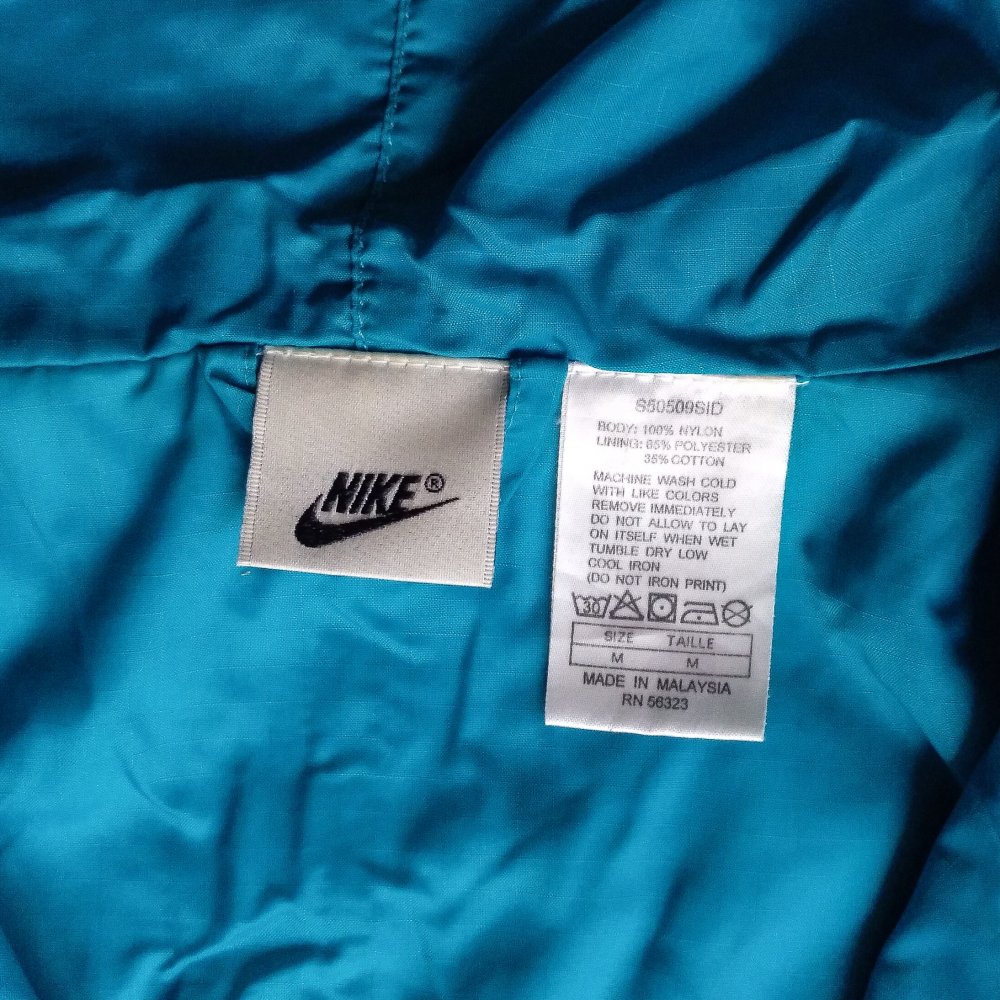 NIKE®
S50509SID
BODY: 100% NYLON
LINING: 65% POLYESTER
35% COTTON
MACHINE WASH COLD
WITH LIKE COLORS
REMOVE IMMEDIATELY
DO NOT ALLOW TO LAY
ON ITSELF WHEN WET
TUMBLE DRY LOW
COOL IRON
(DO NOT IRON PRINT)
30
SIZE TAILLE
M M
MADE IN MALAYSIA
RN 56323